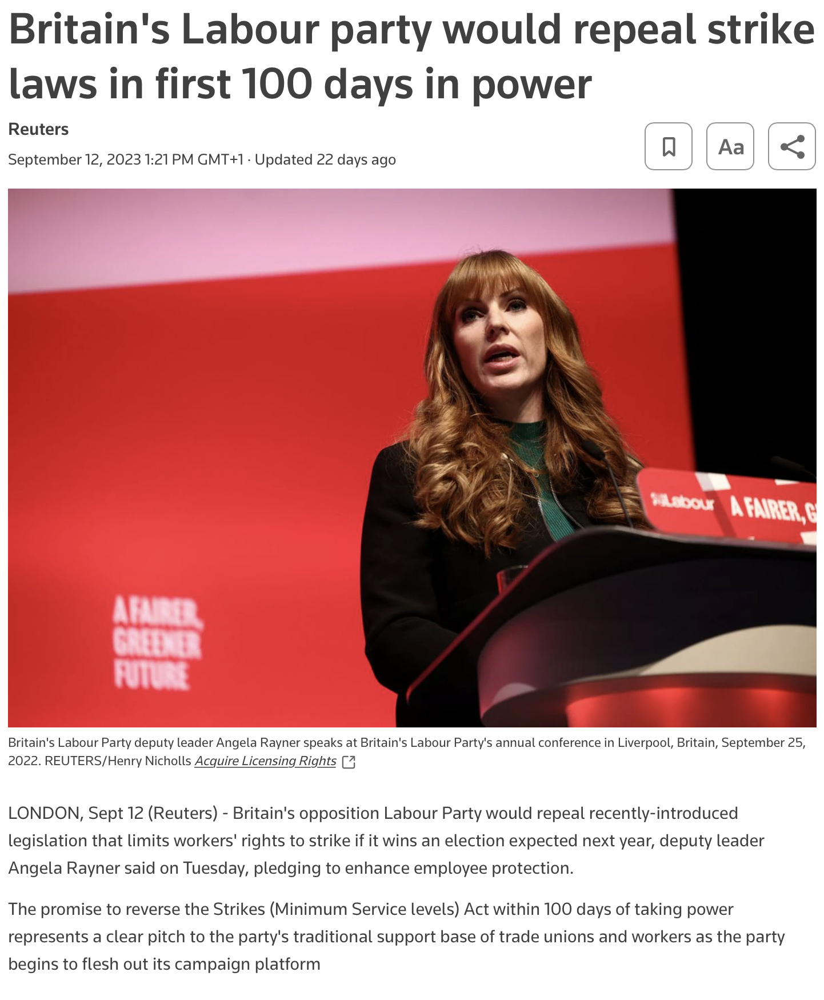 Britain's Labour party would repeal strike
laws in first 100 days in power
Reuters
September 12, 2023 1:21 PM GMT+1 · Updated 22 days ago
Aa
Labour A FAIRER, G
A FAIRER,
GREENER
FUTURE
Britain's Labour Party deputy leader Angela Rayner speaks at Britain's Labour Party's annual conference in Liverpool, Britain, September 25,
2022. REUTERS/Henry Nicholls Acquire Licensing Rights
LONDON, Sept 12 (Reuters) - Britain's opposition Labour Party would repeal recently-introduced
legislation that limits workers' rights to strike if it wins an election expected next year, deputy leader
Angela Rayner said on Tuesday, pledging to enhance employee protection.
The promise to reverse the Strikes (Minimum Service levels) Act within 100 days of taking power
represents a clear pitch to the party's traditional support base of trade unions and workers as the party
begins to flesh out its campaign platform